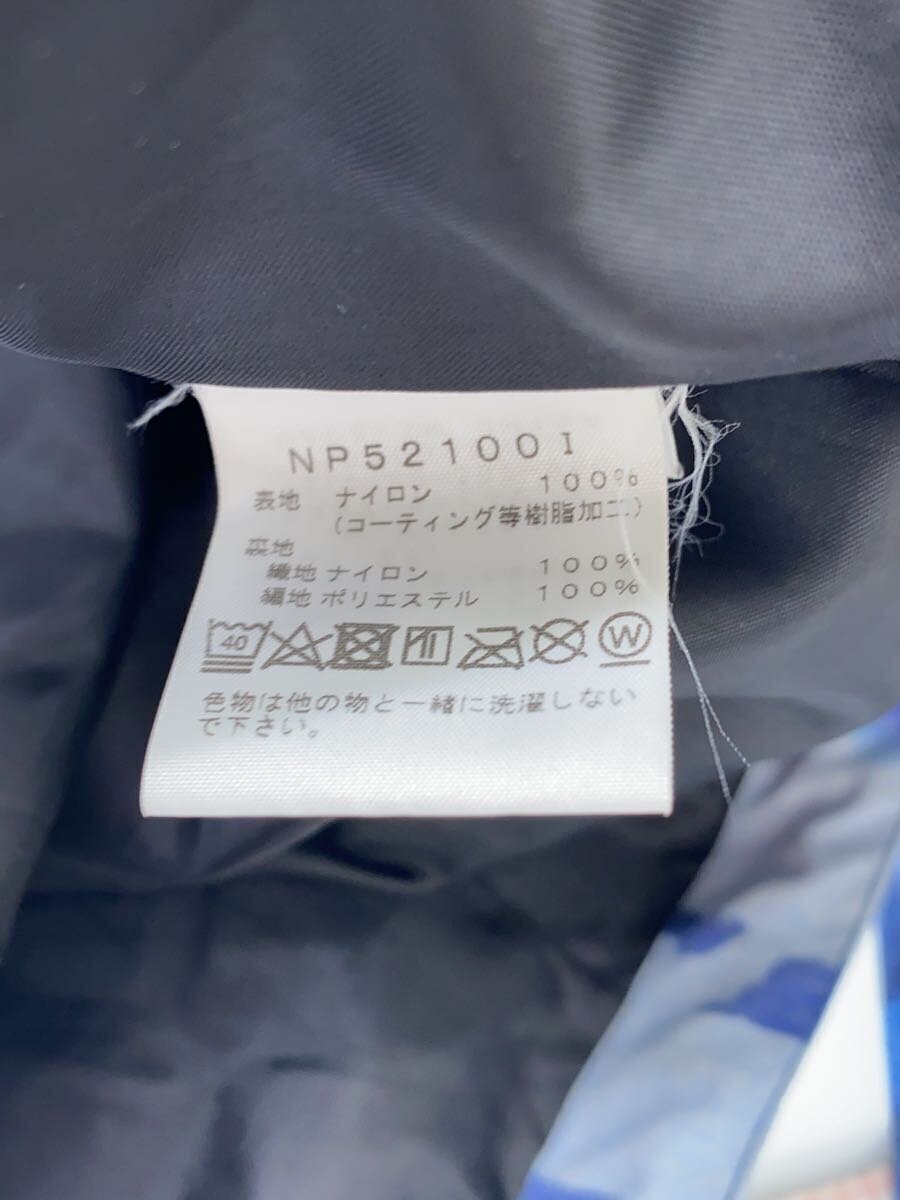 NP52100I
表地 ナイロン 100%
(コーティング等樹脂加工)
裏地
織地 ナイロン 100%
編地 ポリエステル 100%
40 W
色物は他の物と一緒に洗濯しない
で下さい。